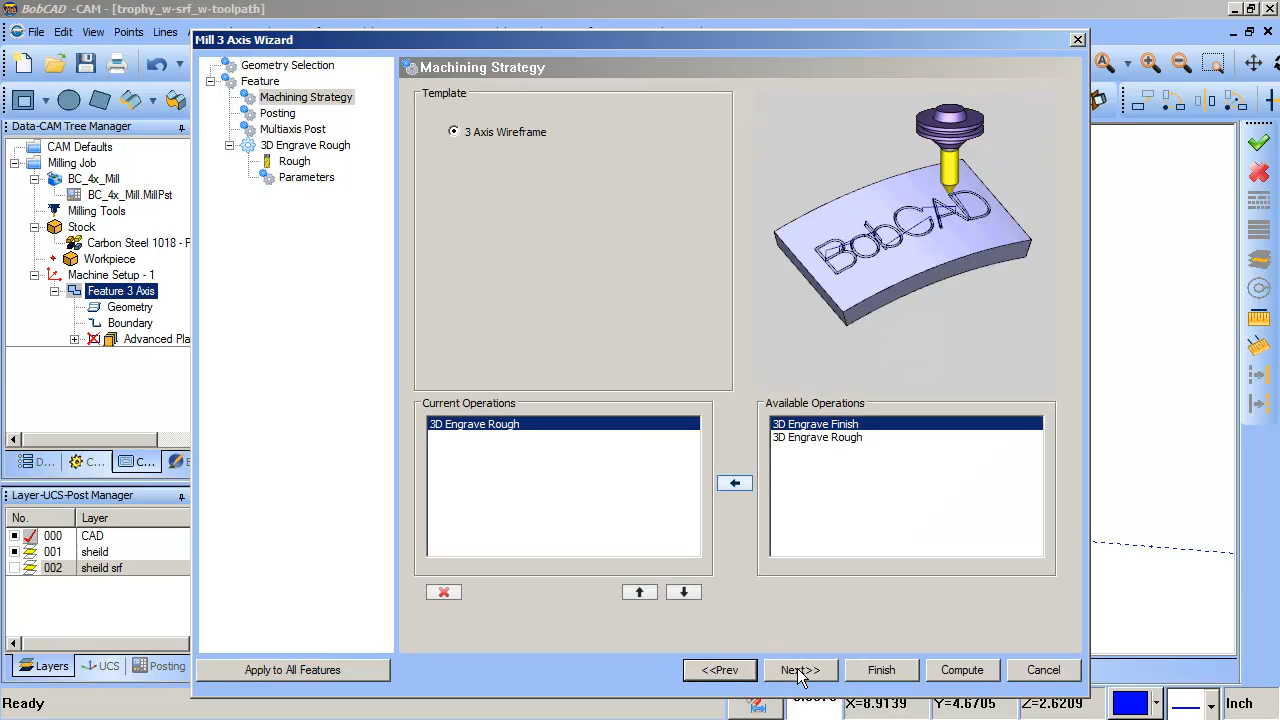 BobCAD -CAM - [trophy_w-srf_w-toolpath]
File Edit View Points Lines
Mill 3 Axis Wizard
Data-CAM Tree Manager
CAM Defaults
Milling Job
BC_4x_Mill
BC_4x_Mill.MillPst
Milling Tools
Stock
Carbon Steel 1018 - F
Workpiece
Machine Setup - 1
Feature 3 Axis
Geometry
Boundary
Advanced Pla
D... C... C...
Layer-UCS-Post Manager
No. Layer
000 CAD
001 sheild
002 sheild srf
Layers UCS Posting
Ready
Geometry Selection
Feature
Machining Strategy
Posting
Multiaxis Post
3D Engrave Rough
Rough
Parameters
Apply to All Features
Machining Strategy
Template
3 Axis Wireframe
BobCAD
Current Operations
3D Engrave Rough
Available Operations
3D Engrave Finish
3D Engrave Rough
<<Prev Next>> Finish Compute Cancel
X=8.9139 Y=4.6705 Z=2.6209 Inch